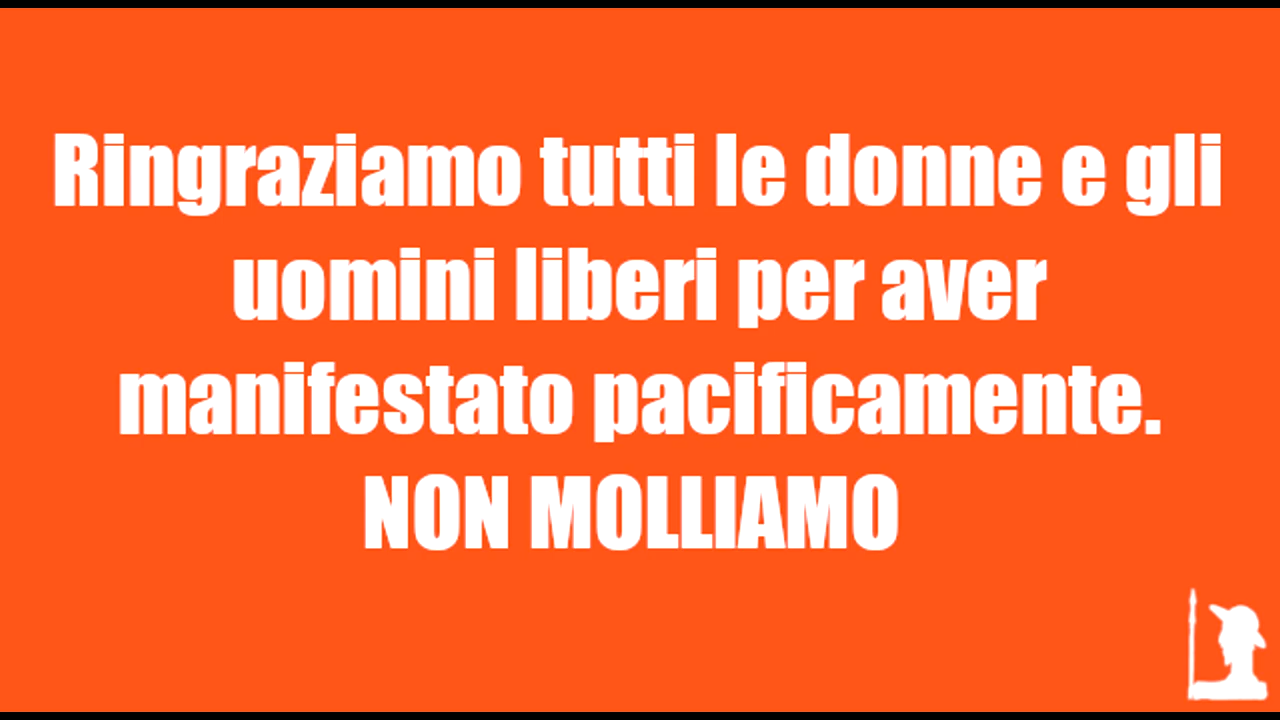 Ringraziamo tutti le donne e gli
uomini liberi per aver
manifestato pacificamente.
NON MOLLIAMO